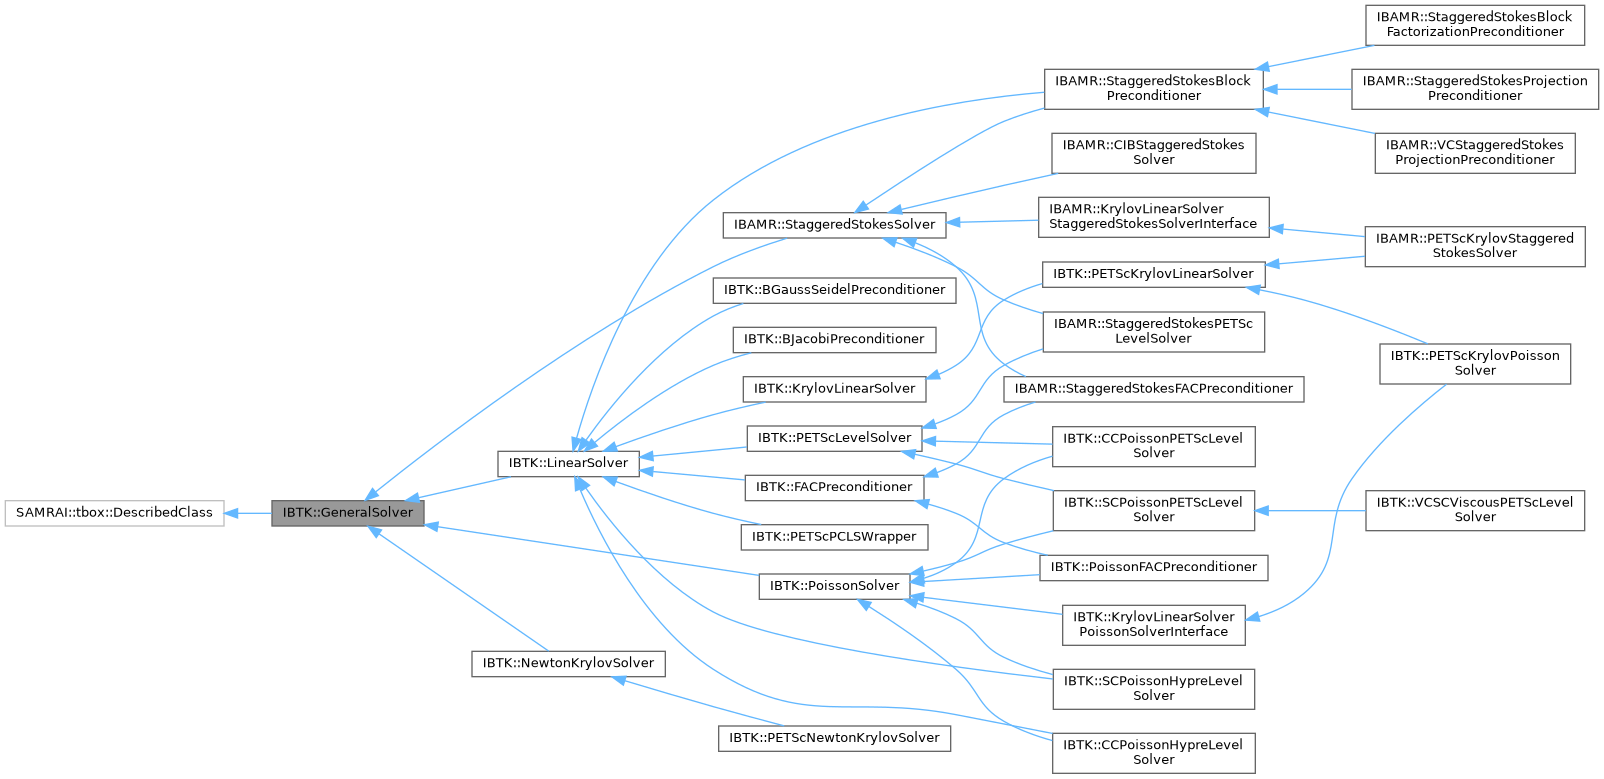 SAMRAI::tbox::DescribedClass
IBTK::GeneralSolver
IBAMR::StaggeredStokesSolver
IBTK::BGaussSeidelPreconditioner
IBTK::BJacobiPreconditioner
IBTK::KrylovLinearSolver
IBTK::PETScLevelSolver
IBTK::LinearSolver
IBTK::FACPreconditioner
IBTK::PETScPCLSWrapper
IBTK::PoissonSolver
IBTK::NewtonKrylovSolver
IBTK::PETScNewtonKrylovSolver
IBAMR::StaggeredStokesBlock
Preconditioner
IBAMR::CIBStaggeredStokes
Solver
IBAMR::KrylovLinearSolver
StaggeredStokesSolverInterface
IBTK::PETScKrylovLinearSolver
IBAMR::StaggeredStokesPETSc
LevelSolver
IBAMR::StaggeredStokesFACPreconditioner
IBTK::CCPoissonPETScLevel
Solver
IBTK::SCPoissonPETScLevel
Solver
IBTK::PoissonFACPreconditioner
IBTK::KrylovLinearSolver
PoissonSolverInterface
IBTK::SCPoissonHypreLevel
Solver
IBTK::CCPoissonHypreLevel
Solver
IBAMR::StaggeredStokesBlock
FactorizationPreconditioner
IBAMR::StaggeredStokesProjection
Preconditioner
IBAMR::VCStaggeredStokes
ProjectionPreconditioner
IBAMR::PETScKrylovStaggered
StokesSolver
IBTK::PETScKrylovPoisson
Solver
IBTK::VCSCViscousPETScLevel
Solver